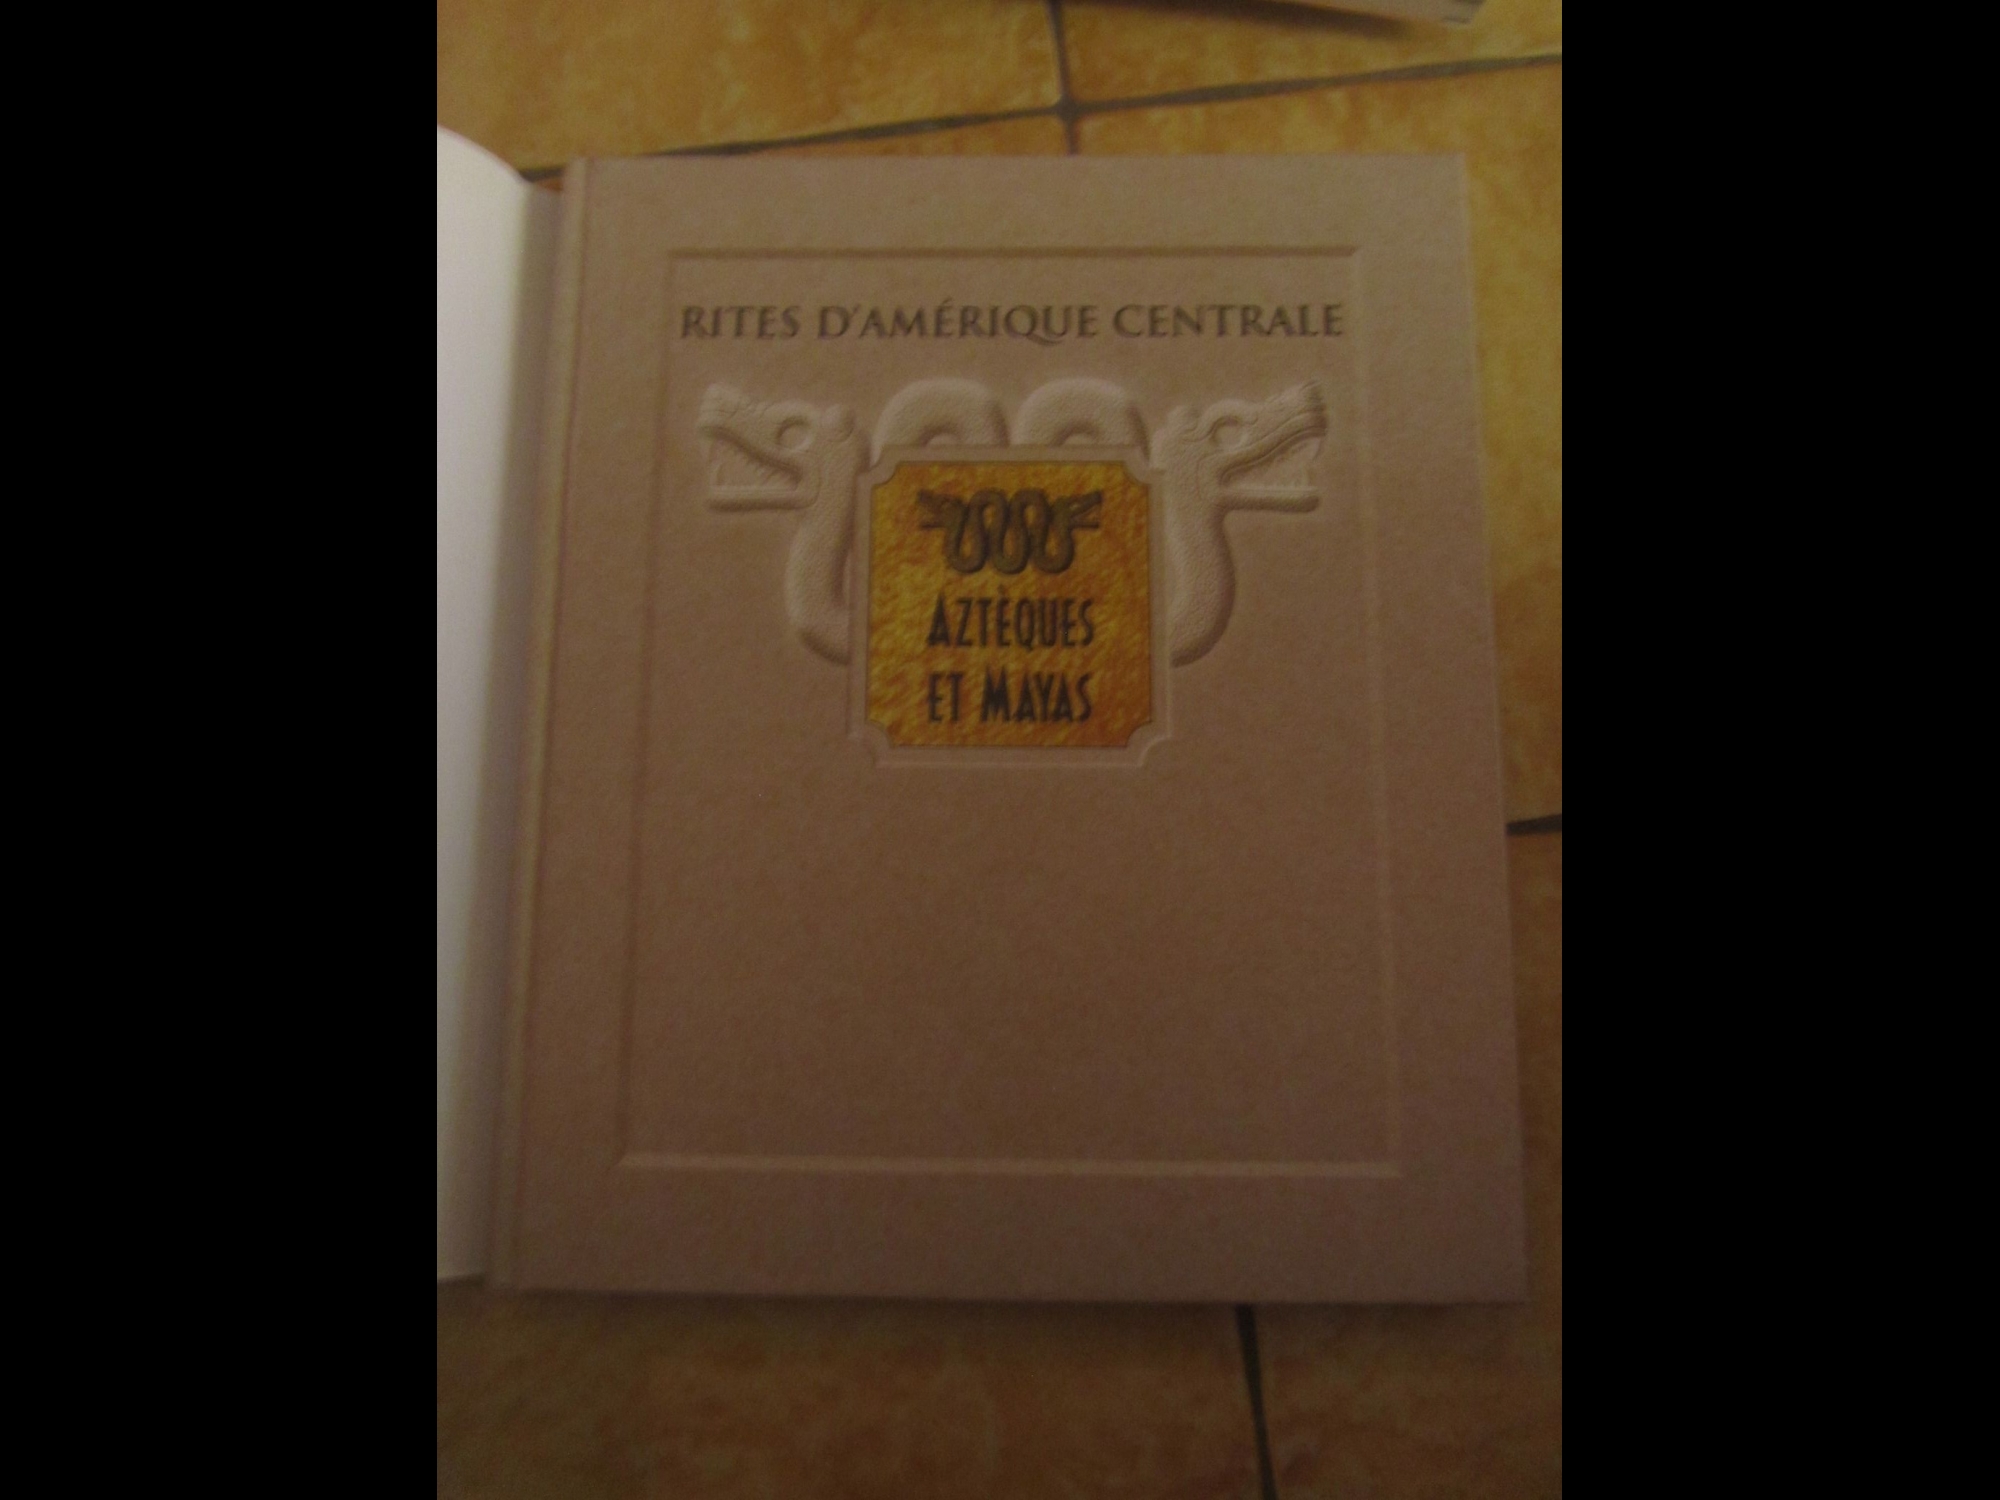 RITES D'AMÉRIQUE CENTRALE
AZTÈQUES
ET MAYAS